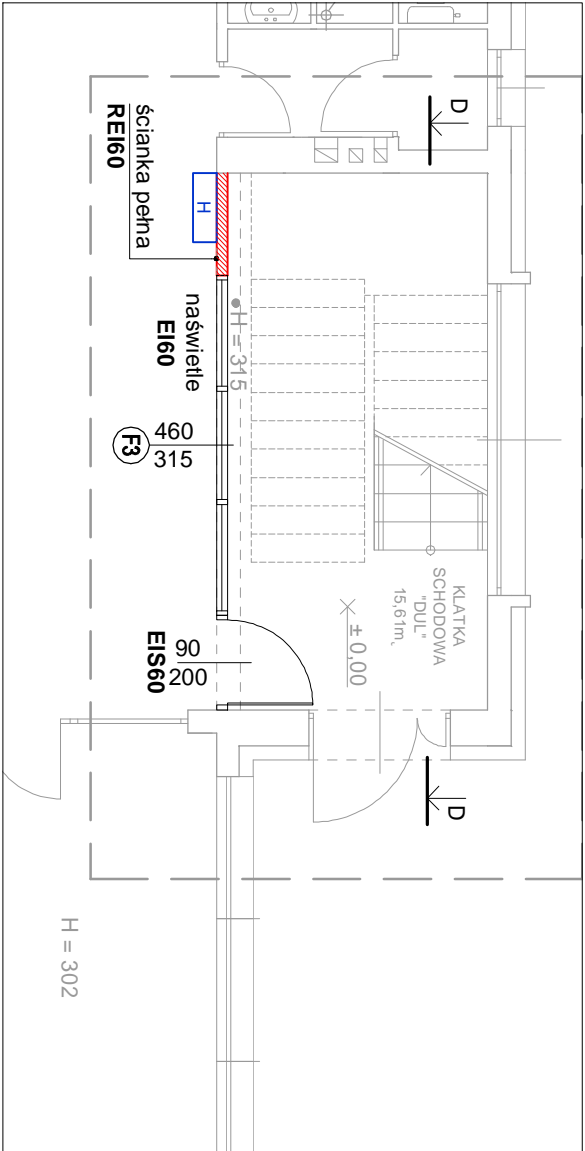 D
ścianka pełna
REI60
H
naświetle
EI60
H = 315
F3
460
315
KLATKA
SCHODOWA
"DUL"
15,61m
± 0,00
90
200
EIS60
D
H = 302